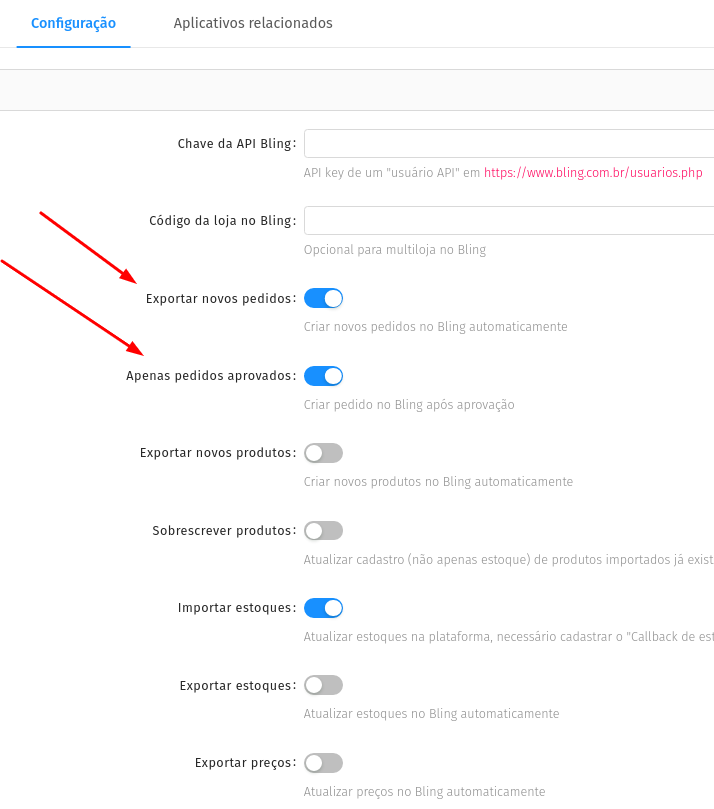 Configuração Aplicativos relacionados
Chave da API Bling:
API key de um "usuário API" em https://www.bling.com.br/usuarios.php
Código da loja no Bling:
Opcional para multiloja no Bling
Exportar novos pedidos:
Criar novos pedidos no Bling automaticamente
Apenas pedidos aprovados:
Criar pedido no Bling após aprovação
Exportar novos produtos:
Criar novos produtos no Bling automaticamente
Sobrescrever produtos:
Atualizar cadastro (não apenas estoque) de produtos importados já exist
Importar estoques:
Atualizar estoques na plataforma, necessário cadastrar o "Callback de est
Exportar estoques:
Atualizar estoques no Bling automaticamente
Exportar preços:
Atualizar preços no Bling automaticamente